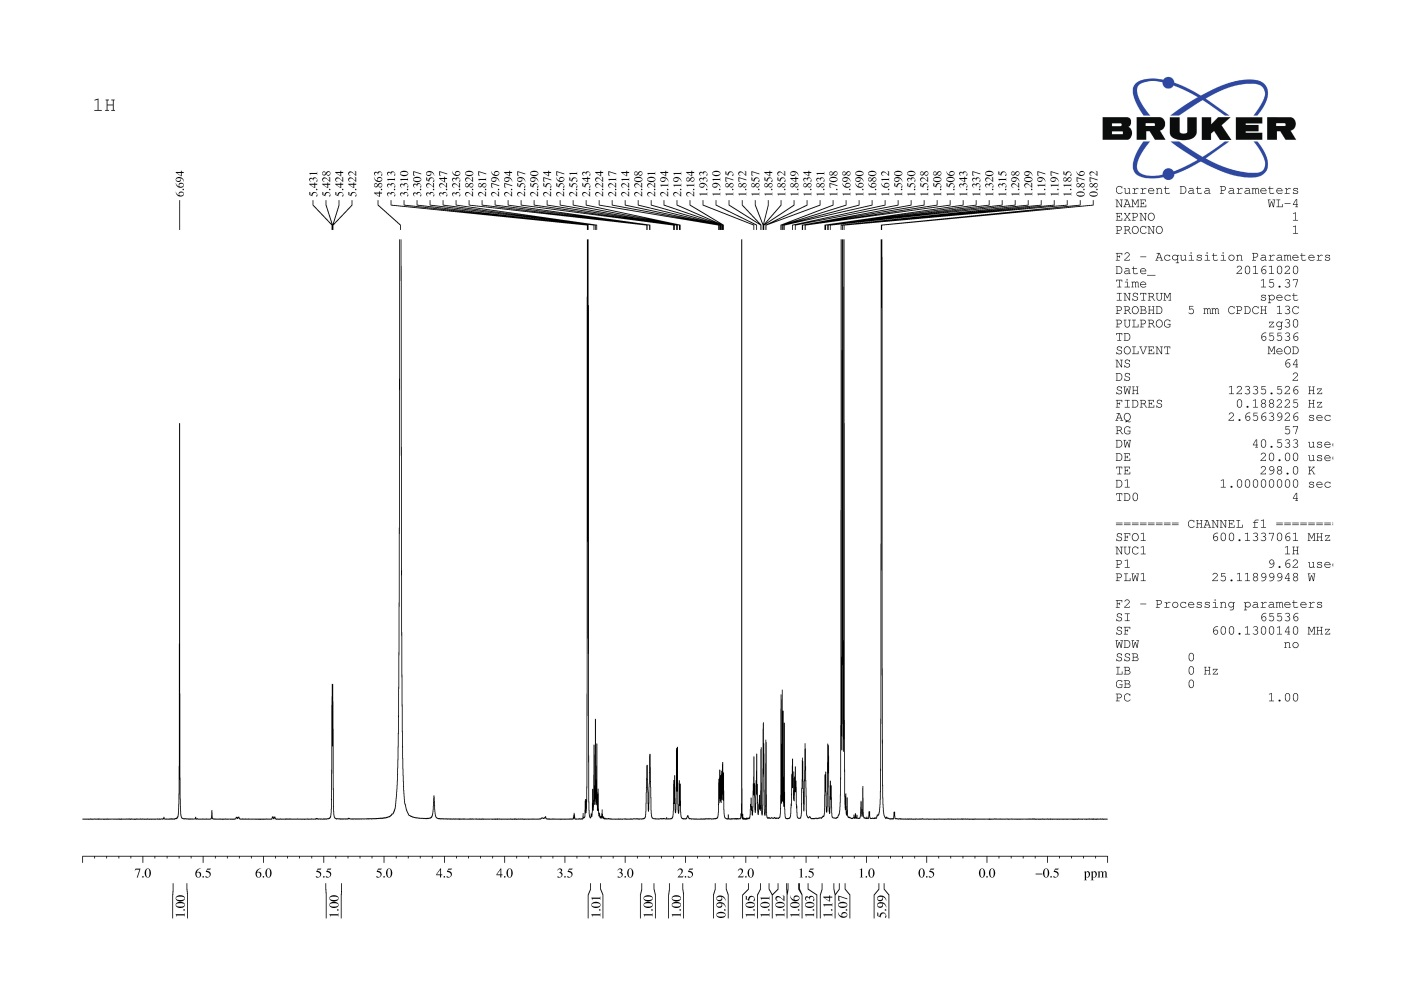 1H
BRUKER
6.694
5.431
5.428
5.424
5.422
4.863
3.313
3.310
3.307
3.259
3.247
3.236
2.820
2.817
2.796
2.794
2.597
2.590
2.574
2.567
2.551
2.543
2.224
2.217
2.214
2.208
2.201
2.194
2.191
2.184
1.933
1.910
1.875
1.872
1.857
1.854
1.852
1.849
1.834
1.831
1.708
1.698
1.690
1.680
1.612
1.590
1.530
1.528
1.508
1.506
1.343
1.337
1.320
1.315
1.298
1.209
1.197
1.197
1.185
0.876
0.872
Current Data Parameters
NAME WL-4
EXPNO 1
PROCNO 1
F2 - Acquisition Parameters
Date_ 20161020
Time 15.37
INSTRUM spect
PROBHD 5 mm CPDCH 13C
PULPROG zg30
TD 65536
SOLVENT MeOD
NS 64
DS 2
SWH 12335.526 Hz
FIDRES 0.188225 Hz
AQ 2.6563926 sec
RG 57
DW 40.533 use
DE 20.00 use
TE 298.0 K
D1 1.00000000 sec
TD0 4
======== CHANNEL f1 =======
SFO1 600.1337061 MHz
NUC1 1H
P1 9.62 use
PLW1 25.11899948 W
F2 - Processing parameters
SI 65536
SF 600.1300140 MHz
WDW no
SSB 0
LB 0 Hz
GB 0
PC 1.00
7.0 6.5 6.0 5.5 5.0 4.5 4.0 3.5 3.0 2.5 2.0 1.5 1.0 0.5 0.0 −0.5 ppm
1.00
1.00
1.01
1.00
1.00
0.99
1.05
1.01
1.02
1.06
1.03
1.14
6.07
5.99